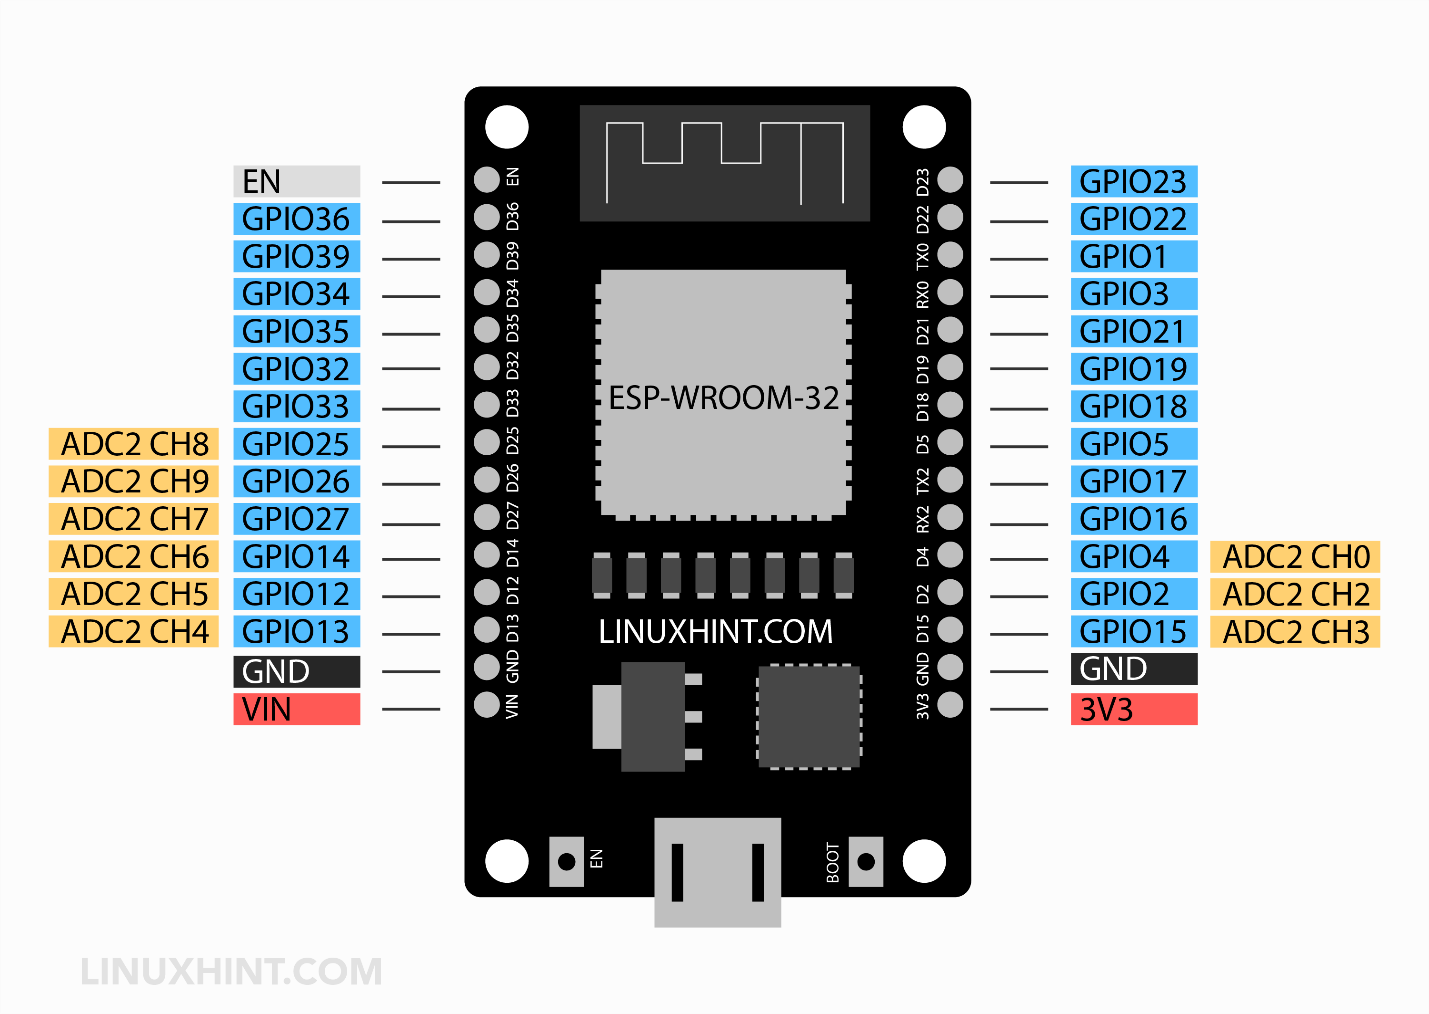 EN
GPIO36
GPIO39
GPIO34
GPIO35
GPIO32
GPIO33
ADC2 CH8 GPIO25
ADC2 CH9 GPIO26
ADC2 CH7 GPIO27
ADC2 CH6 GPIO14
ADC2 CH5 GPIO12
ADC2 CH4 GPIO13
GND
VIN
EN
D36
D39
D34
D35
D32
D33
D25
D26
D27
D14
D12
D13
GND
VIN
ESP-WROOM-32
LINUXHINT.COM
EN
BOOT
D23
D22
TX0
RX0
D21
D19
D18
D5
TX2
RX2
D4
D2
D15
GND
3V3
GPIO23
GPIO22
GPIO1
GPIO3
GPIO21
GPIO19
GPIO18
GPIO5
GPIO17
GPIO16
GPIO4 ADC2 CH0
GPIO2 ADC2 CH2
GPIO15 ADC2 CH3
GND
3V3
LINUXHINT.COM